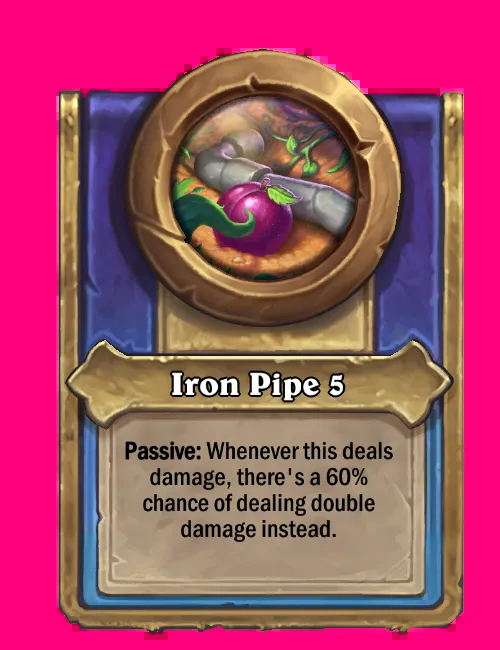 Iron Pipe 5
Passive: Whenever this deals
damage, there's a 60%
chance of dealing double
damage instead.